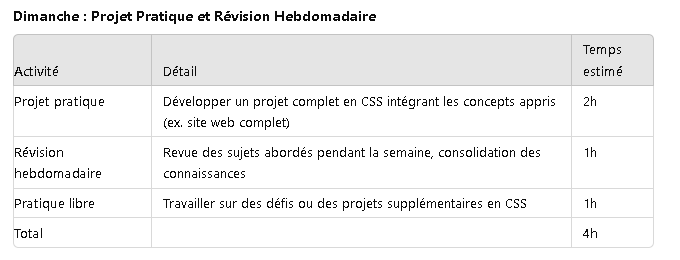 Dimanche : Projet Pratique et Révision Hebdomadaire
Temps
Activité Détail estimé
Projet pratique Développer un projet complet en CSS intégrant les concepts appris 2h
(ex. site web complet)
Révision Revue des sujets abordés pendant la semaine, consolidation des 1h
hebdomadaire connaissances
Pratique libre Travailler sur des défis ou des projets supplémentaires en CSS 1h
Total 4h